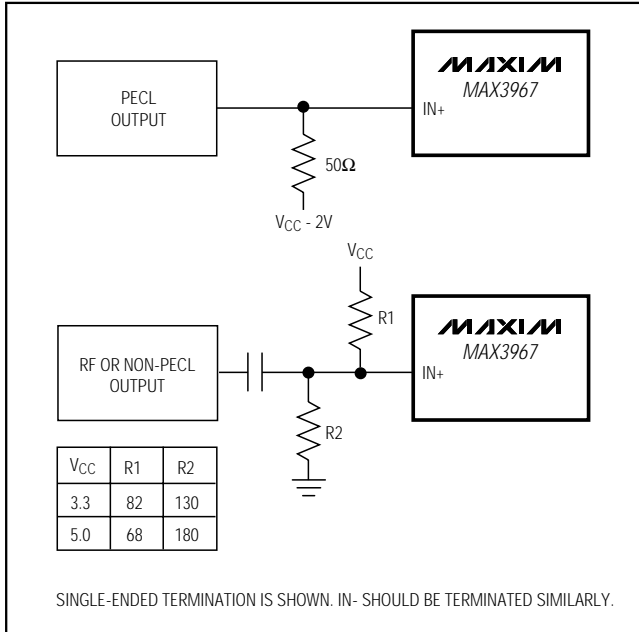 PECL
OUTPUT
MAXIM
MAX3967
IN+
50Ω
VCC - 2V
VCC
R1
RF OR NON-PECL
OUTPUT
MAXIM
MAX3967
IN+
R2
VCC R1 R2
3.3 82 130
5.0 68 180
SINGLE-ENDED TERMINATION IS SHOWN. IN- SHOULD BE TERMINATED SIMILARLY.